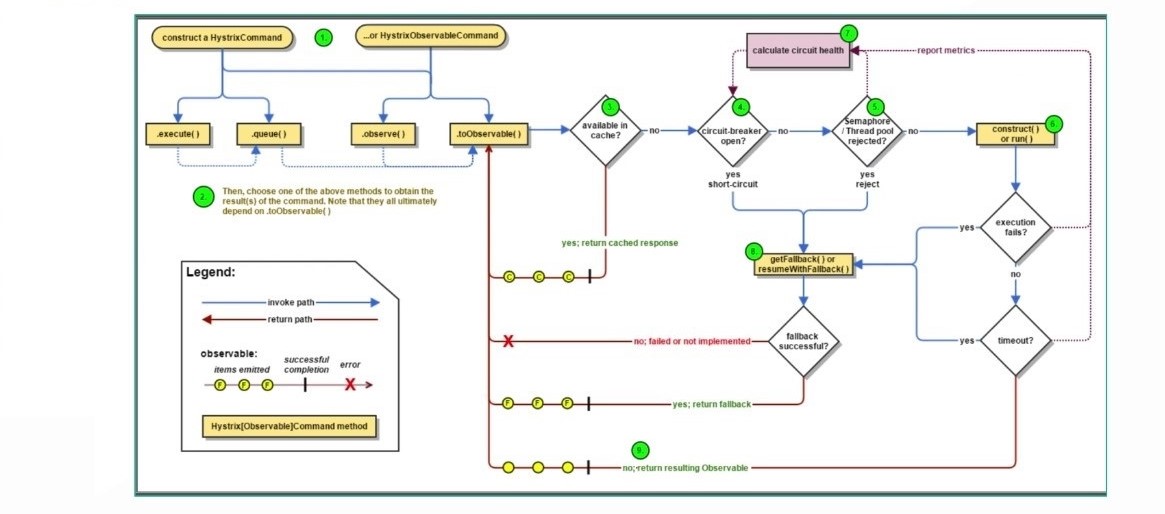 construct a HystrixCommand
1.
...or HystrixObservableCommand
.execute( )
.queue( )
.observe( )
.toObservable( )
2.
Then, choose one of the above methods to obtain the
result(s) of the command. Note that they all ultimately
depend on .toObservable( )
3.
available in
cache?
no
4.
circuit-breaker
open?
no
5.
Semaphore
/ Thread pool
rejected?
no
6.
construct( )
or run( )
7.
calculate circuit health
report metrics
yes
short-circuit
yes
reject
execution
fails?
yes
no
timeout?
yes
8.
getFallback( ) or
resumeWithFallback( )
fallback
successful?
yes; return cached response
C C C
X
no; failed or not implemented
F F F
yes; return fallback
9.
no; return resulting Observable
Legend:
invoke path
return path
observable:
items emitted
successful
completion
error
F F F
X
Hystrix[Observable]Command method